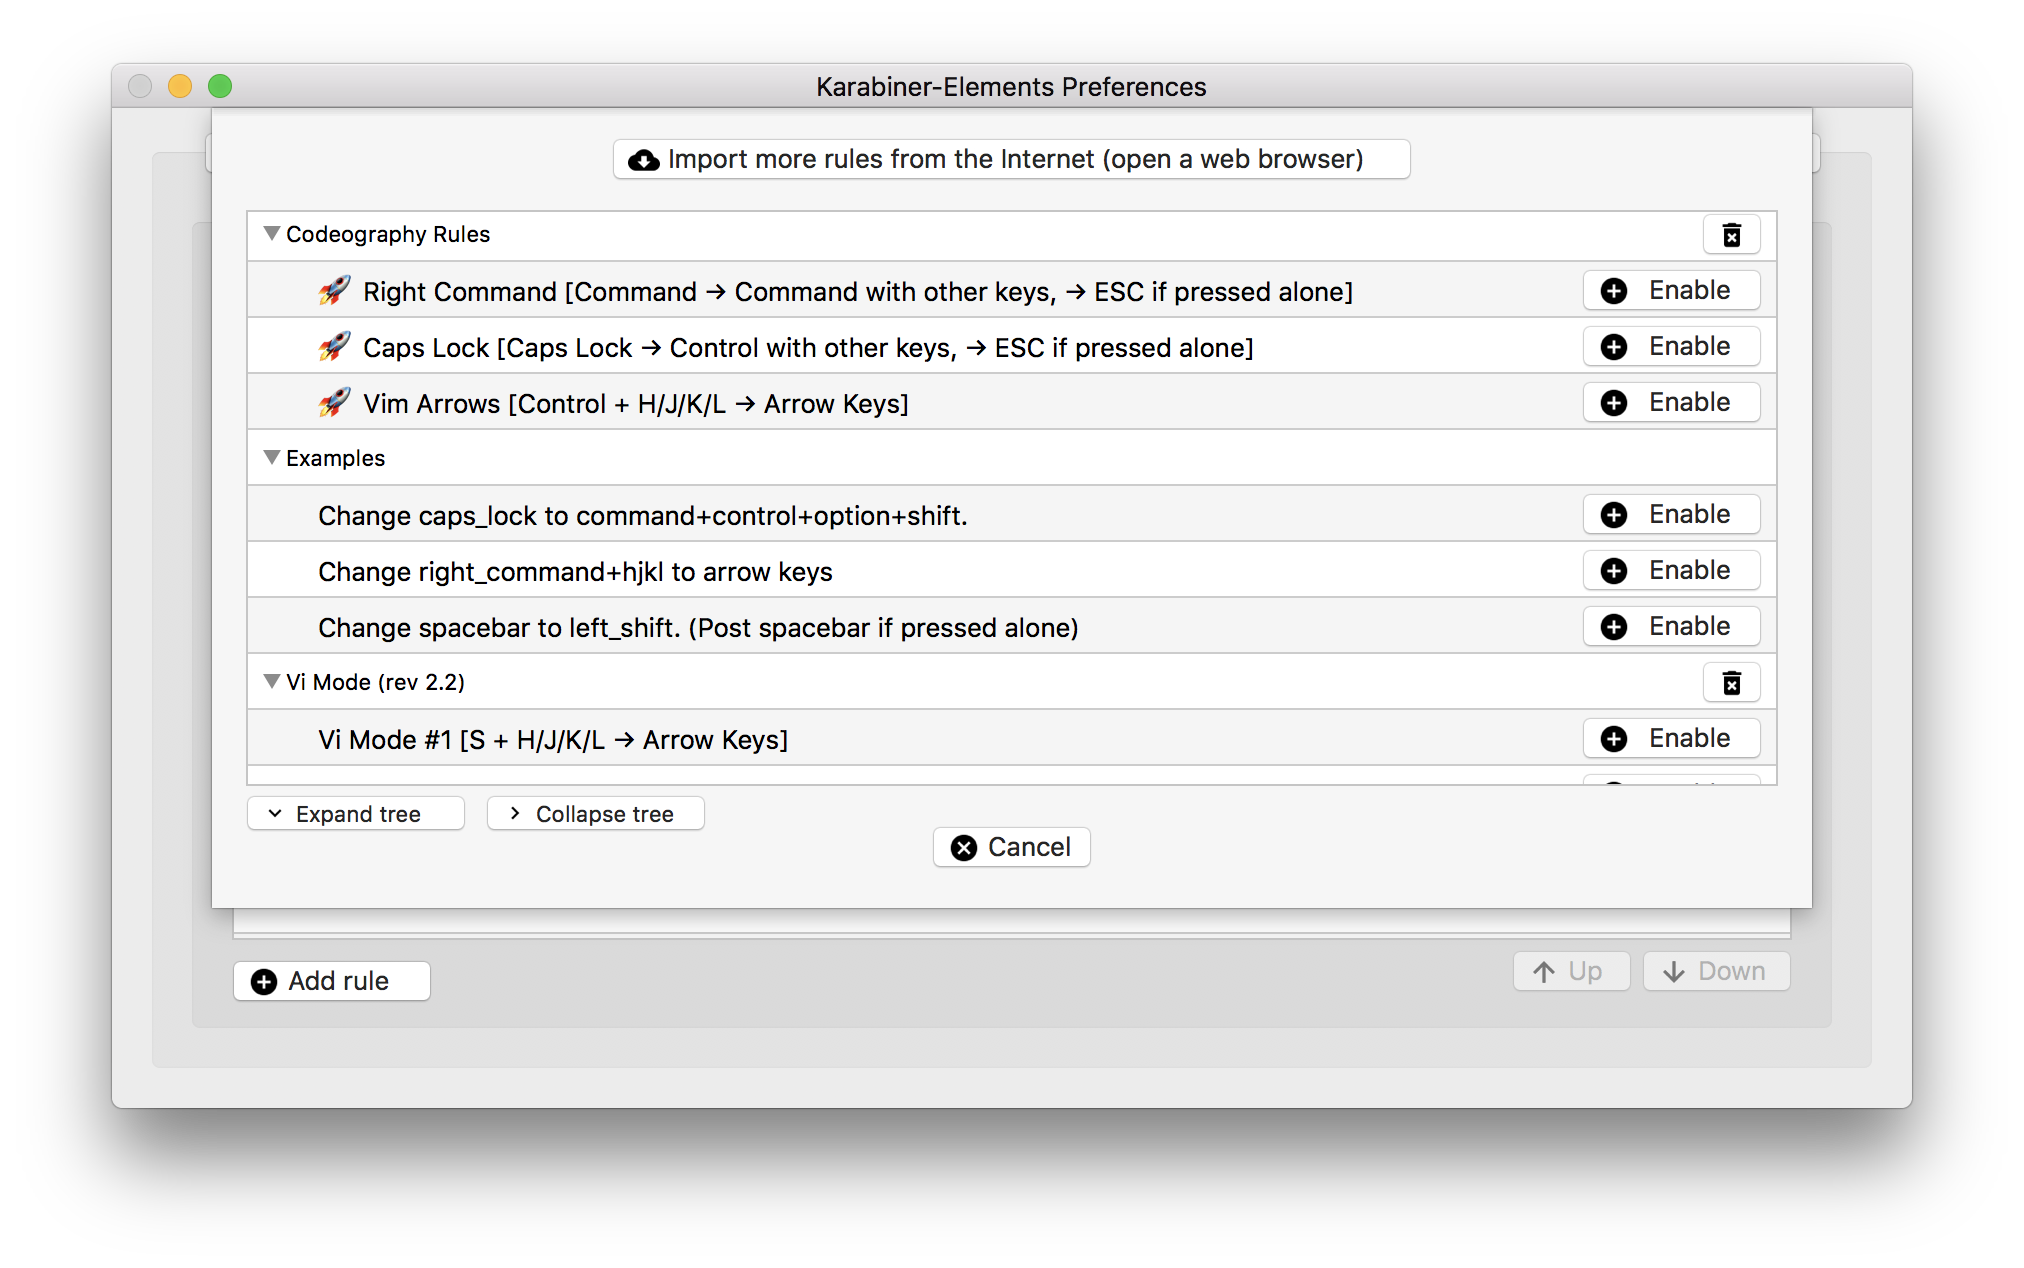 Karabiner-Elements Preferences
Import more rules from the Internet (open a web browser)
Codeography Rules
🚀 Right Command [Command → Command with other keys, → ESC if pressed alone]
Enable
🚀 Caps Lock [Caps Lock → Control with other keys, → ESC if pressed alone]
Enable
🚀 Vim Arrows [Control + H/J/K/L → Arrow Keys]
Enable
Examples
Change caps_lock to command+control+option+shift.
Enable
Change right_command+hjkl to arrow keys
Enable
Change spacebar to left_shift. (Post spacebar if pressed alone)
Enable
Vi Mode (rev 2.2)
Vi Mode #1 [S + H/J/K/L → Arrow Keys]
Enable
Expand tree
Collapse tree
Cancel
Add rule
Up
Down